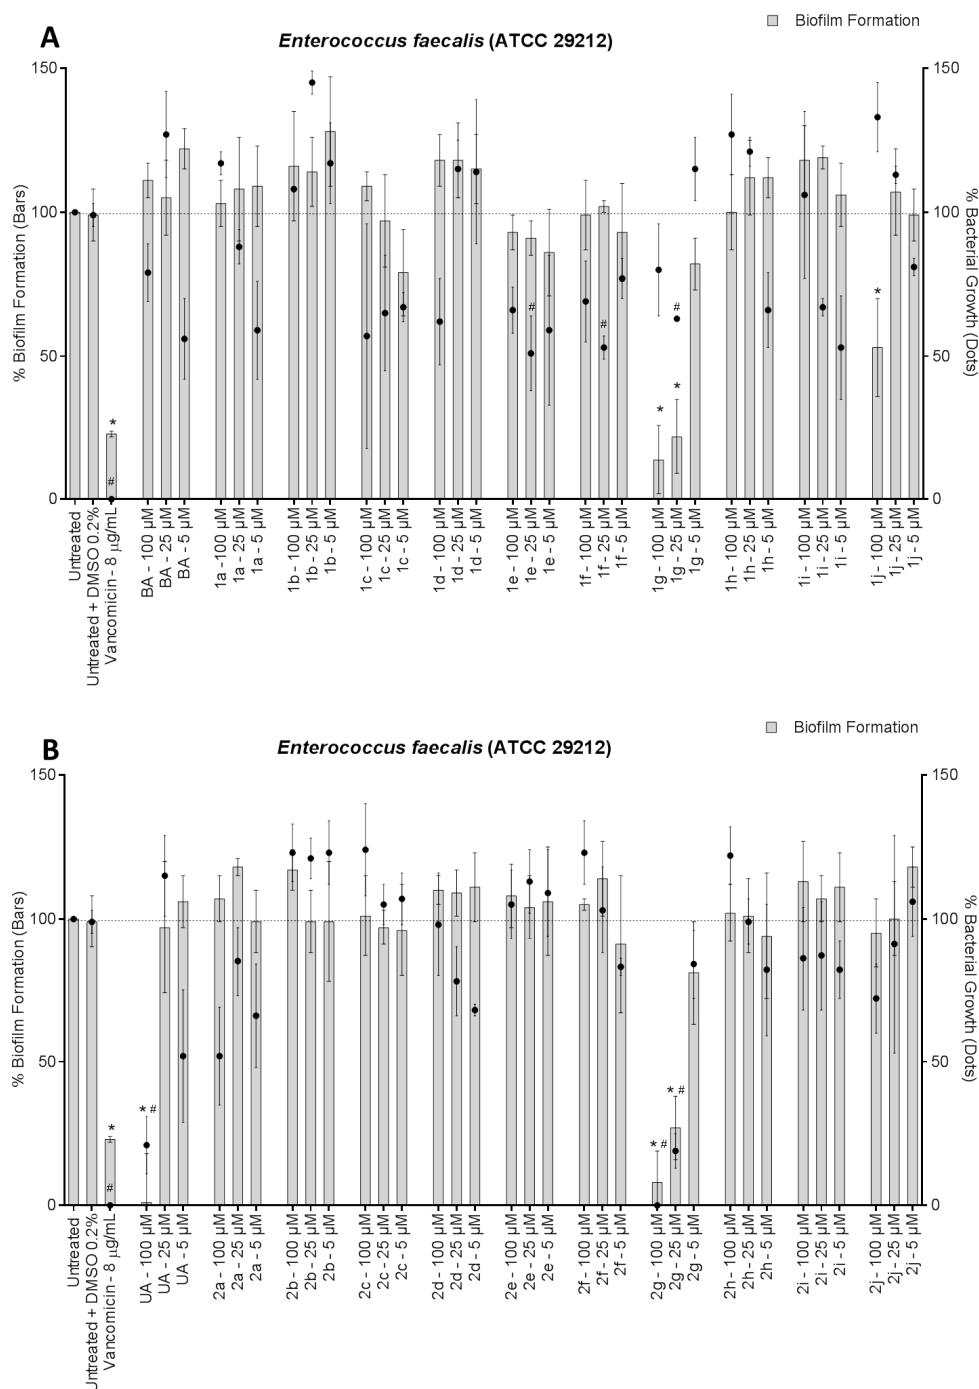 A
Enterococcus faecalis (ATCC 29212)
Biofilm Formation
% Biofilm Formation (Bars)
% Bacterial Growth (Dots)
150
100
50
0
150
100
50
0
*
#
#
#
*
#
*
*
Untreated
Untreated + DMSO 0.2%
Vancomicin - 8 µg/mL
BA - 100 µM
BA - 25 µM
BA - 5 µM
1a - 100 µM
1a - 25 µM
1a - 5 µM
1b - 100 µM
1b - 25 µM
1b - 5 µM
1c - 100 µM
1c - 25 µM
1c - 5 µM
1d - 100 µM
1d - 25 µM
1d - 5 µM
1e - 100 µM
1e - 25 µM
1e - 5 µM
1f - 100 µM
1f - 25 µM
1f - 5 µM
1g - 100 µM
1g - 25 µM
1g - 5 µM
1h - 100 µM
1h - 25 µM
1h - 5 µM
1i - 100 µM
1i - 25 µM
1i - 5 µM
1j - 100 µM
1j - 25 µM
1j - 5 µM
B
Enterococcus faecalis (ATCC 29212)
Biofilm Formation
% Biofilm Formation (Bars)
% Bacterial Growth (Dots)
150
100
50
0
150
100
50
0
*
#
* #
* #
* #
Untreated
Untreated + DMSO 0.2%
Vancomicin - 8 µg/mL
UA - 100 µM
UA - 25 µM
UA - 5 µM
2a - 100 µM
2a - 25 µM
2a - 5 µM
2b - 100 µM
2b - 25 µM
2b - 5 µM
2c - 100 µM
2c - 25 µM
2c - 5 µM
2d - 100 µM
2d - 25 µM
2d - 5 µM
2e - 100 µM
2e - 25 µM
2e - 5 µM
2f - 100 µM
2f - 25 µM
2f - 5 µM
2g - 100 µM
2g - 25 µM
2g - 5 µM
2h - 100 µM
2h - 25 µM
2h - 5 µM
2i - 100 µM
2i - 25 µM
2i - 5 µM
2j - 100 µM
2j - 25 µM
2j - 5 µM